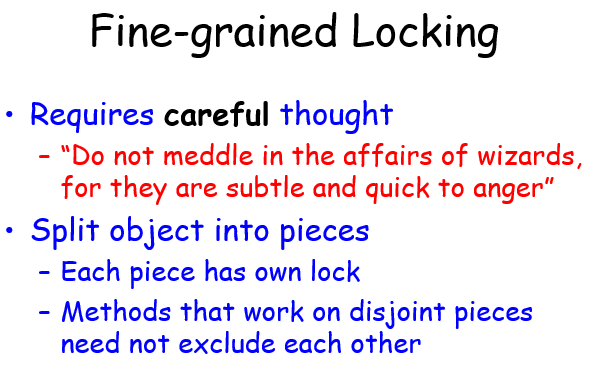 Fine-grained Locking
• Requires careful thought
– “Do not meddle in the affairs of wizards,
for they are subtle and quick to anger”
• Split object into pieces
– Each piece has own lock
– Methods that work on disjoint pieces
need not exclude each other